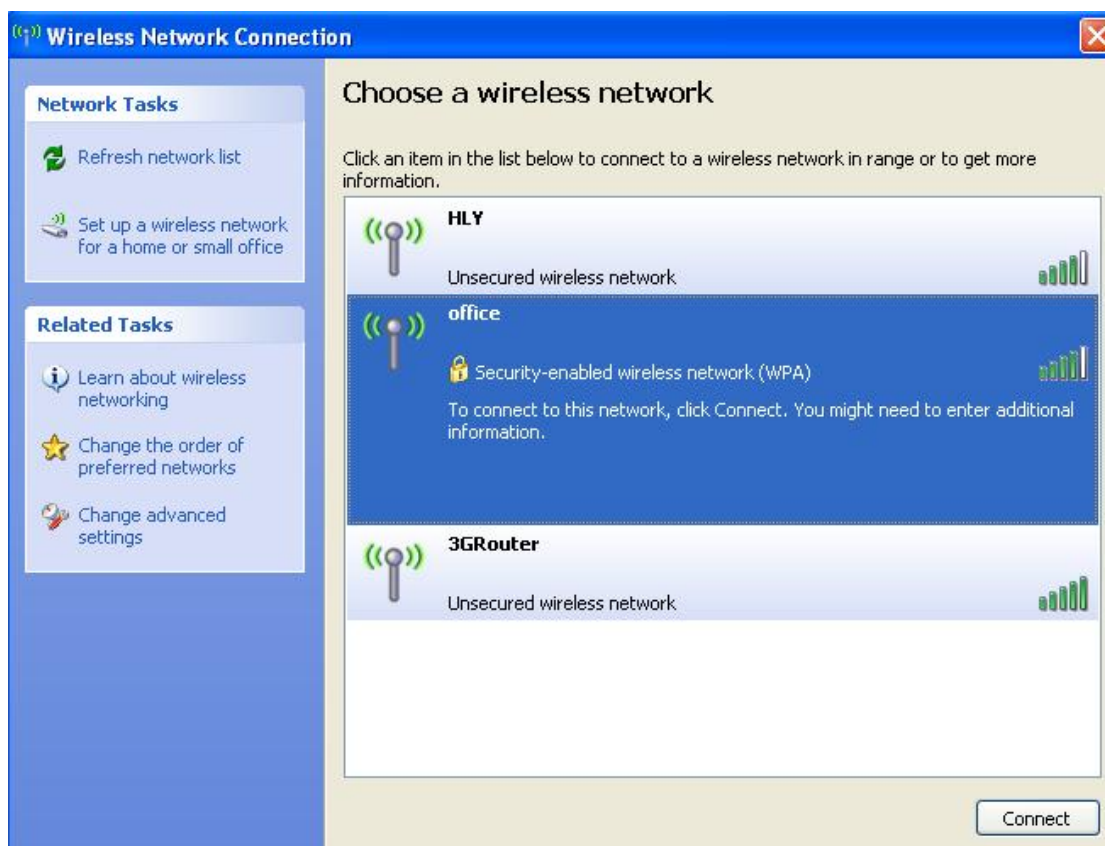 Wireless Network Connection
Network Tasks
Refresh network list
Set up a wireless network
for a home or small office
Related Tasks
Learn about wireless
networking
Change the order of
preferred networks
Change advanced
settings
Choose a wireless network
Click an item in the list below to connect to a wireless network in range or to get more
information.
HLY
Unsecured wireless network
office
Security-enabled wireless network (WPA)
To connect to this network, click Connect. You might need to enter additional
information.
3GRouter
Unsecured wireless network
Connect